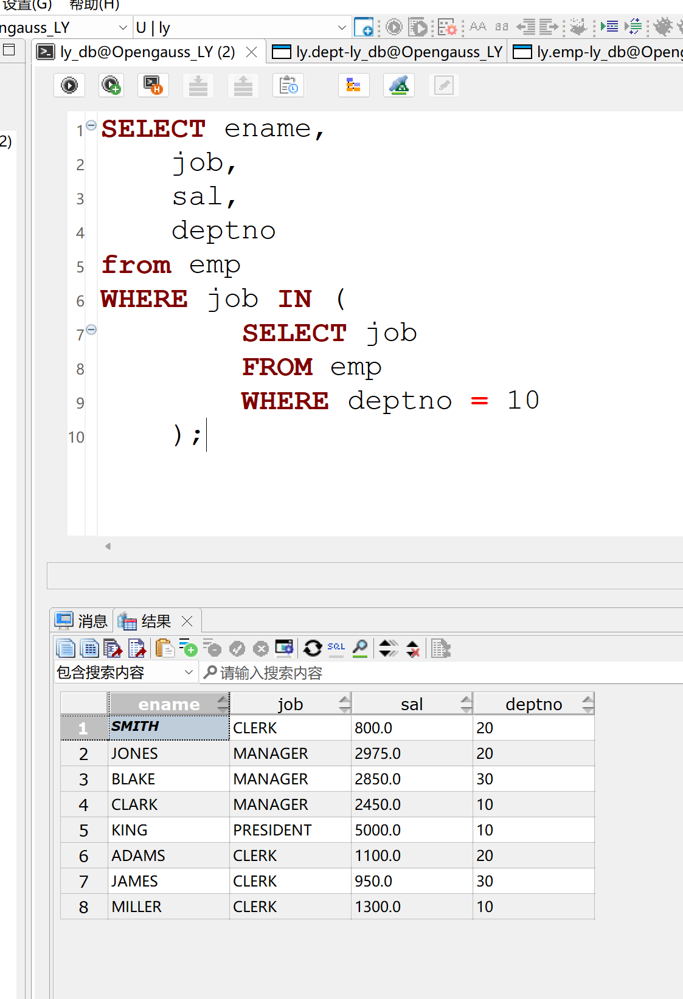 设置(G) 帮助(H)
ngauss_LY U | ly AA aa
ly_db@Opengauss_LY (2) ly.dept-ly_db@Opengauss_LY ly.emp-ly_db@Openg
2)
1 SELECT ename,
2 job,
3 sal,
4 deptno
5 from emp
6 WHERE job IN (
7 SELECT job
8 FROM emp
9 WHERE deptno = 10
10 );
消息 结果
SQL
包含搜索内容 请输入搜索内容
ename job sal deptno
1 SMITH CLERK 800.0 20
2 JONES MANAGER 2975.0 20
3 BLAKE MANAGER 2850.0 30
4 CLARK MANAGER 2450.0 10
5 KING PRESIDENT 5000.0 10
6 ADAMS CLERK 1100.0 20
7 JAMES CLERK 950.0 30
8 MILLER CLERK 1300.0 10